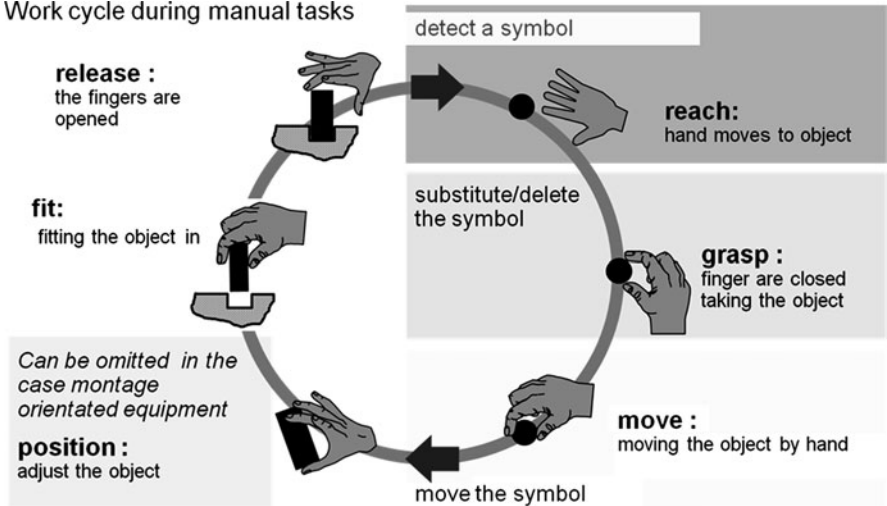 Work cycle during manual tasks
detect a symbol
release :
the fingers are
opened
reach:
hand moves to object
substitute/delete
the symbol
fit:
fitting the object in
grasp :
finger are closed
taking the object
Can be omitted in the
case montage
orientated equipment
position :
adjust the object
move :
moving the object by hand
move the symbol